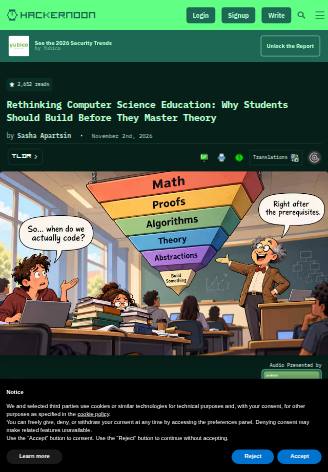 HACKERNOON
Login
Signup
Write
yubico
See the 2026 Security Trends
by Yubico
Unlock the Report
2,652 reads
Rethinking Computer Science Education: Why Students
Should Build Before They Master Theory
by Sasha Apartsin • November 2nd, 2026
TLDR >
Translations
Math
Proofs
Algorithms
Theory
Abstractions
Build
Something
So... when do we
actually code?
Right after
the prerequisites.
Audio Presented by
Notice
We and selected third parties use cookies or similar technologies for technical purposes and, with your consent, for other
purposes as specified in the cookie policy.
You can freely give, deny, or withdraw your consent at any time by accessing the preferences panel. Denying consent may
make related features unavailable.
Use the "Accept" button to consent. Use the "Reject" button to continue without accepting.
Learn more
Reject
Accept